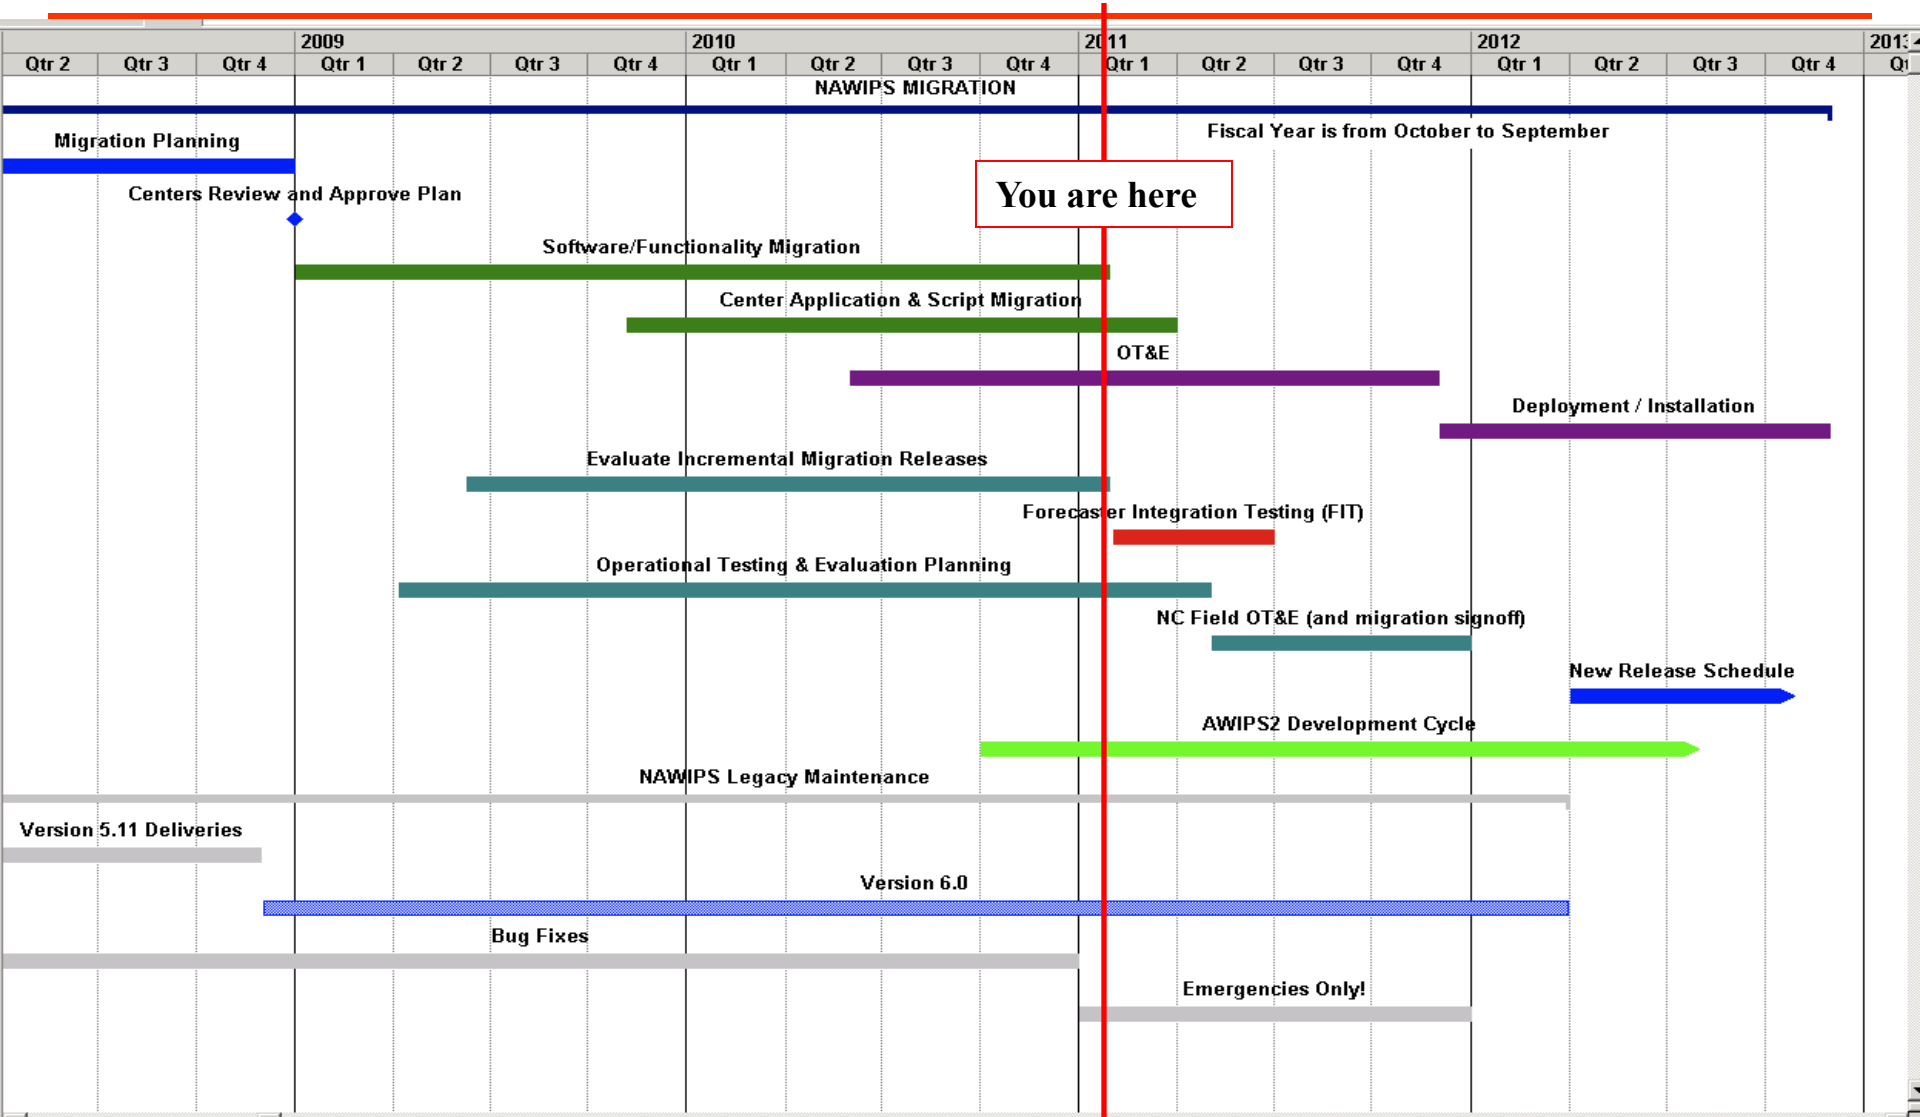 2009 2010 2011 2012 201
Qtr 2 Qtr 3 Qtr 4 Qtr 1 Qtr 2 Qtr 3 Qtr 4 Qtr 1 Qtr 2 Qtr 3 Qtr 4 Qtr 1 Qtr 2 Qtr 3 Qtr 4 Qtr 1 Qtr 2 Qtr 3 Qtr 4
NAWIPS MIGRATION
Fiscal Year is from October to September
Migration Planning
You are here
Centers Review and Approve Plan
Software/Functionality Migration
Center Application & Script Migration
OT&E
Deployment / Installation
Evaluate Incremental Migration Releases
Forecaster Integration Testing (FIT)
Operational Testing & Evaluation Planning
NC Field OT&E (and migration signoff)
New Release Schedule
AWIPS2 Development Cycle
NAWIPS Legacy Maintenance
Version 5.11 Deliveries
Version 6.0
Bug Fixes
Emergencies Only!